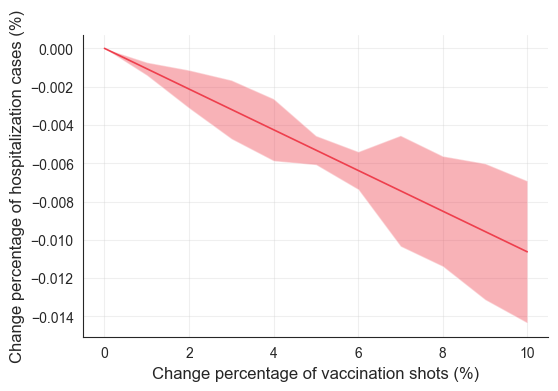 Change percentage of hospitalization cases (%)
0.000
−0.002
−0.004
−0.006
−0.008
−0.010
−0.012
−0.014
0 2 4 6 8 10
Change percentage of vaccination shots (%)